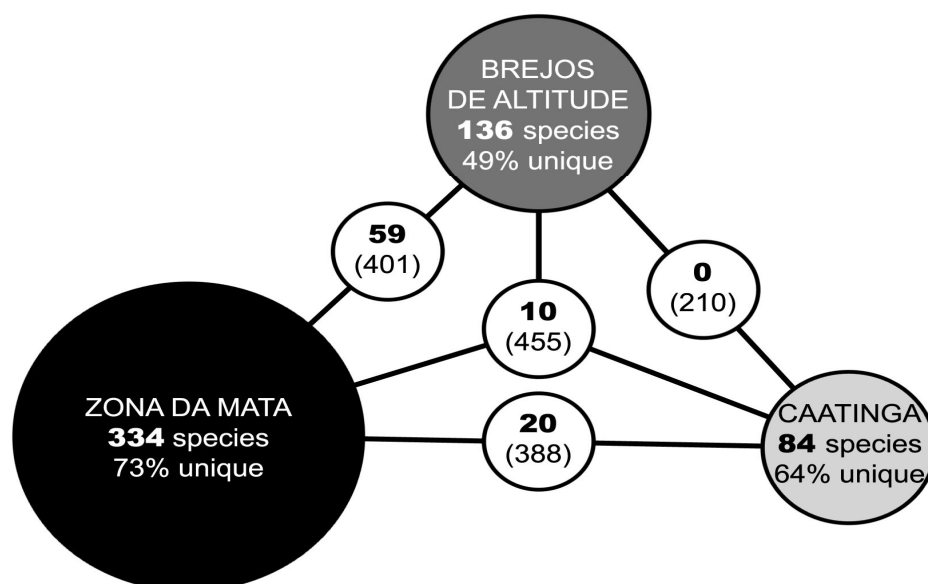 BREJOS
DE ALTITUDE
136 species
49% unique
59
(401)
0
(210)
10
(455)
ZONA DA MATA
334 species
73% unique
20
(388)
CAATINGA
84 species
64% unique